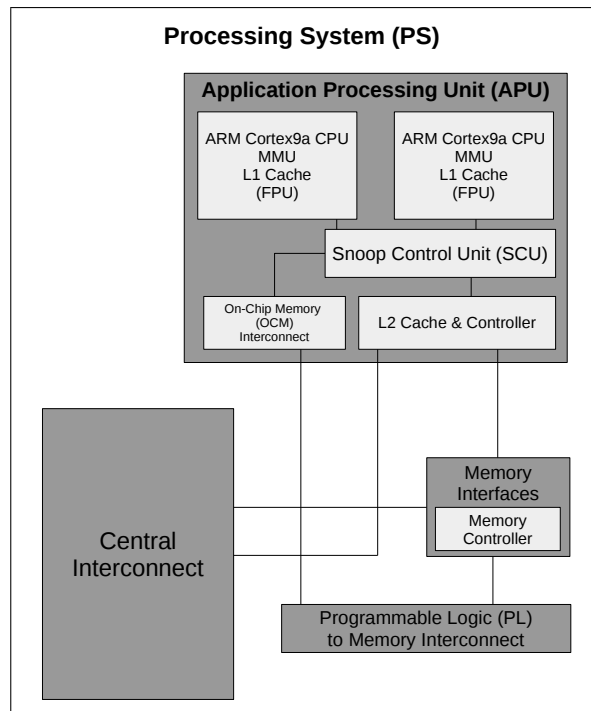 Processing System (PS)
Application Processing Unit (APU)
ARM Cortex9a CPU
MMU
L1 Cache
(FPU)
ARM Cortex9a CPU
MMU
L1 Cache
(FPU)
Snoop Control Unit (SCU)
On-Chip Memory
(OCM)
Interconnect
L2 Cache & Controller
Central
Interconnect
Memory
Interfaces
Memory
Controller
Programmable Logic (PL)
to Memory Interconnect